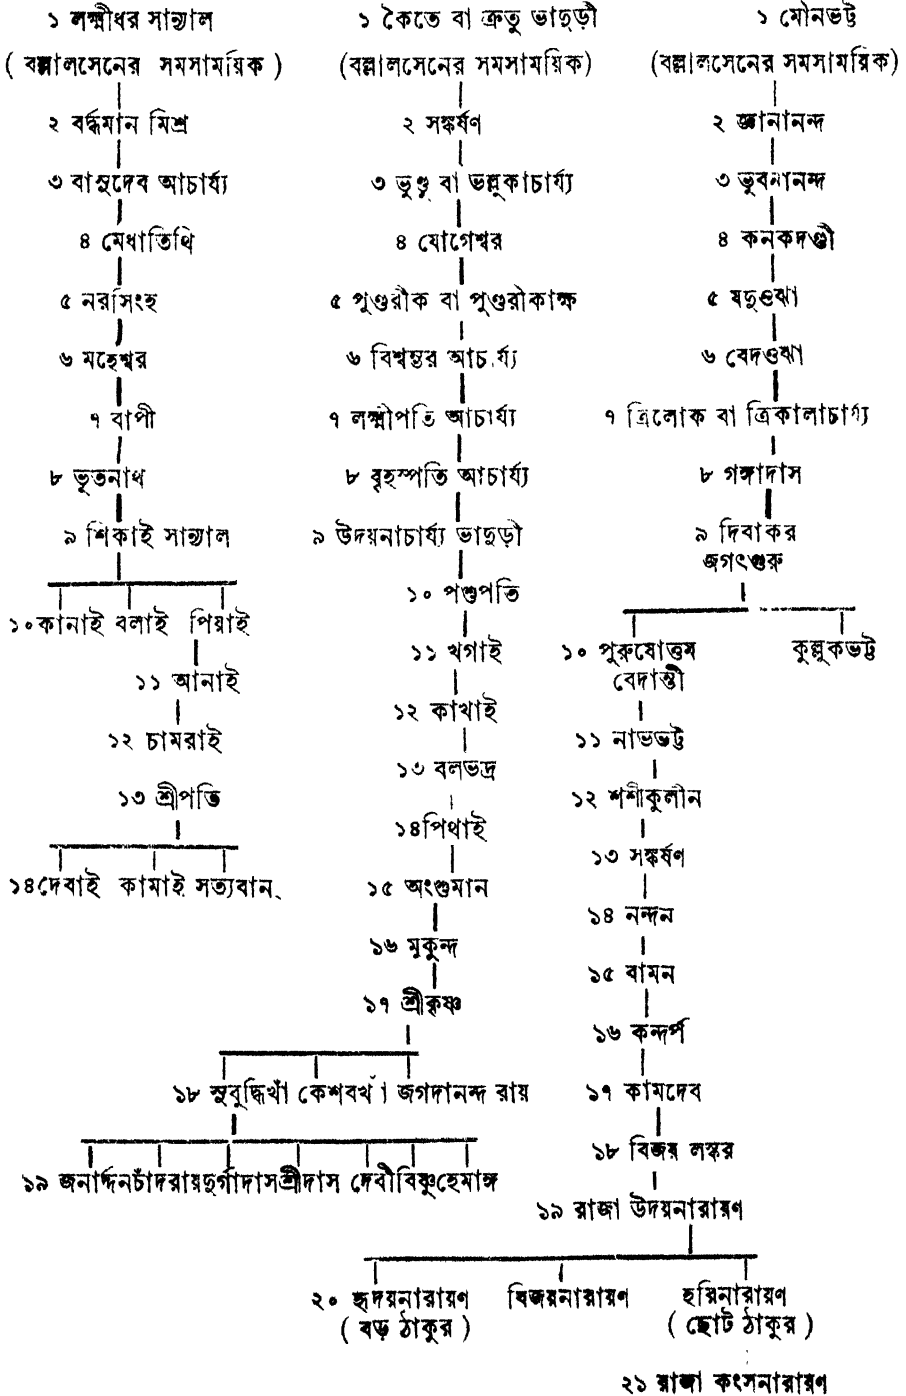 ১ লক্ষ্মীধর সান্যাল
(বল্লালসেনের সমসাময়িক)
২ বর্দ্ধমান মিশ্র
৩ বাসুদেব আচার্য্য
৪ মেধাতিথি
৫ নরসিংহ
৬ মহেশ্বর
৭ বাপী
৮ ভূতনাথ
৯ শিকাই সান্যাল
১০ কানাই বলাই পিয়াই
১১ আনাই
১২ চামরাই
১৩ শ্রীপতি
১৪ দেবাই কামাই সত্যবান্
১ কৈতে বা ক্রতু ভাদুড়ী
(বল্লালসেনের সমসাময়িক)
২ সঙ্কর্ষণ
৩ ভুণ্ডু বা ভল্লুকাচার্য্য
৪ যোগেশ্বর
৫ পুণ্ডরীক বা পুণ্ডরীকাক্ষ
৬ বিশ্বম্ভর আচার্য্য
৭ লক্ষ্মীপতি আচার্য্য
৮ বৃহস্পতি আচার্য্য
৯ উদয়নাচার্য্য ভাদুড়ী
১০ পশুপতি
১১ খগাই
১২ কাখাই
১৩ বলভদ্র
১৪ পিথাই
১৫ অংশুমান
১৬ মুকুন্দ
১৭ শ্রীকৃষ্ণ
১৮ সুবুদ্ধিখাঁ কেশবখাঁ জগদানন্দ রায়
১৯ জনার্দ্দন চাঁদরায় দুর্গাদাস শ্রীদাস দেবী বিষ্ণু হেমাঙ্গ
১ মৌনভট্ট
(বল্লালসেনের সমসাময়িক)
২ জ্ঞানানন্দ
৩ ভুবনানন্দ
৪ কনকদণ্ডী
৫ যদুওঝা
৬ বেদওঝা
৭ ত্রিলোক বা ত্রিকালাচার্য্য
৮ গঙ্গাদাস
৯ দিবাকর
জগৎগুরু
১০ পুরুষোত্তম কুল্লুকভট্ট
বেদান্তী
১১ নাভভট্ট
১২ শশীকুলীন
১৩ সঙ্কর্ষণ
১৪ নন্দন
১৫ বামন
১৬ কন্দর্প
১৭ কামদেব
১৮ বিজয় লস্কর
১৯ রাজা উদয়নারায়ণ
২০ হৃদয়নারায়ণ বিজয়নারায়ণ হরিনারায়ণ
(বড় ঠাকুর) (ছোট ঠাকুর)
২১ রাজা কংসনারায়ণ